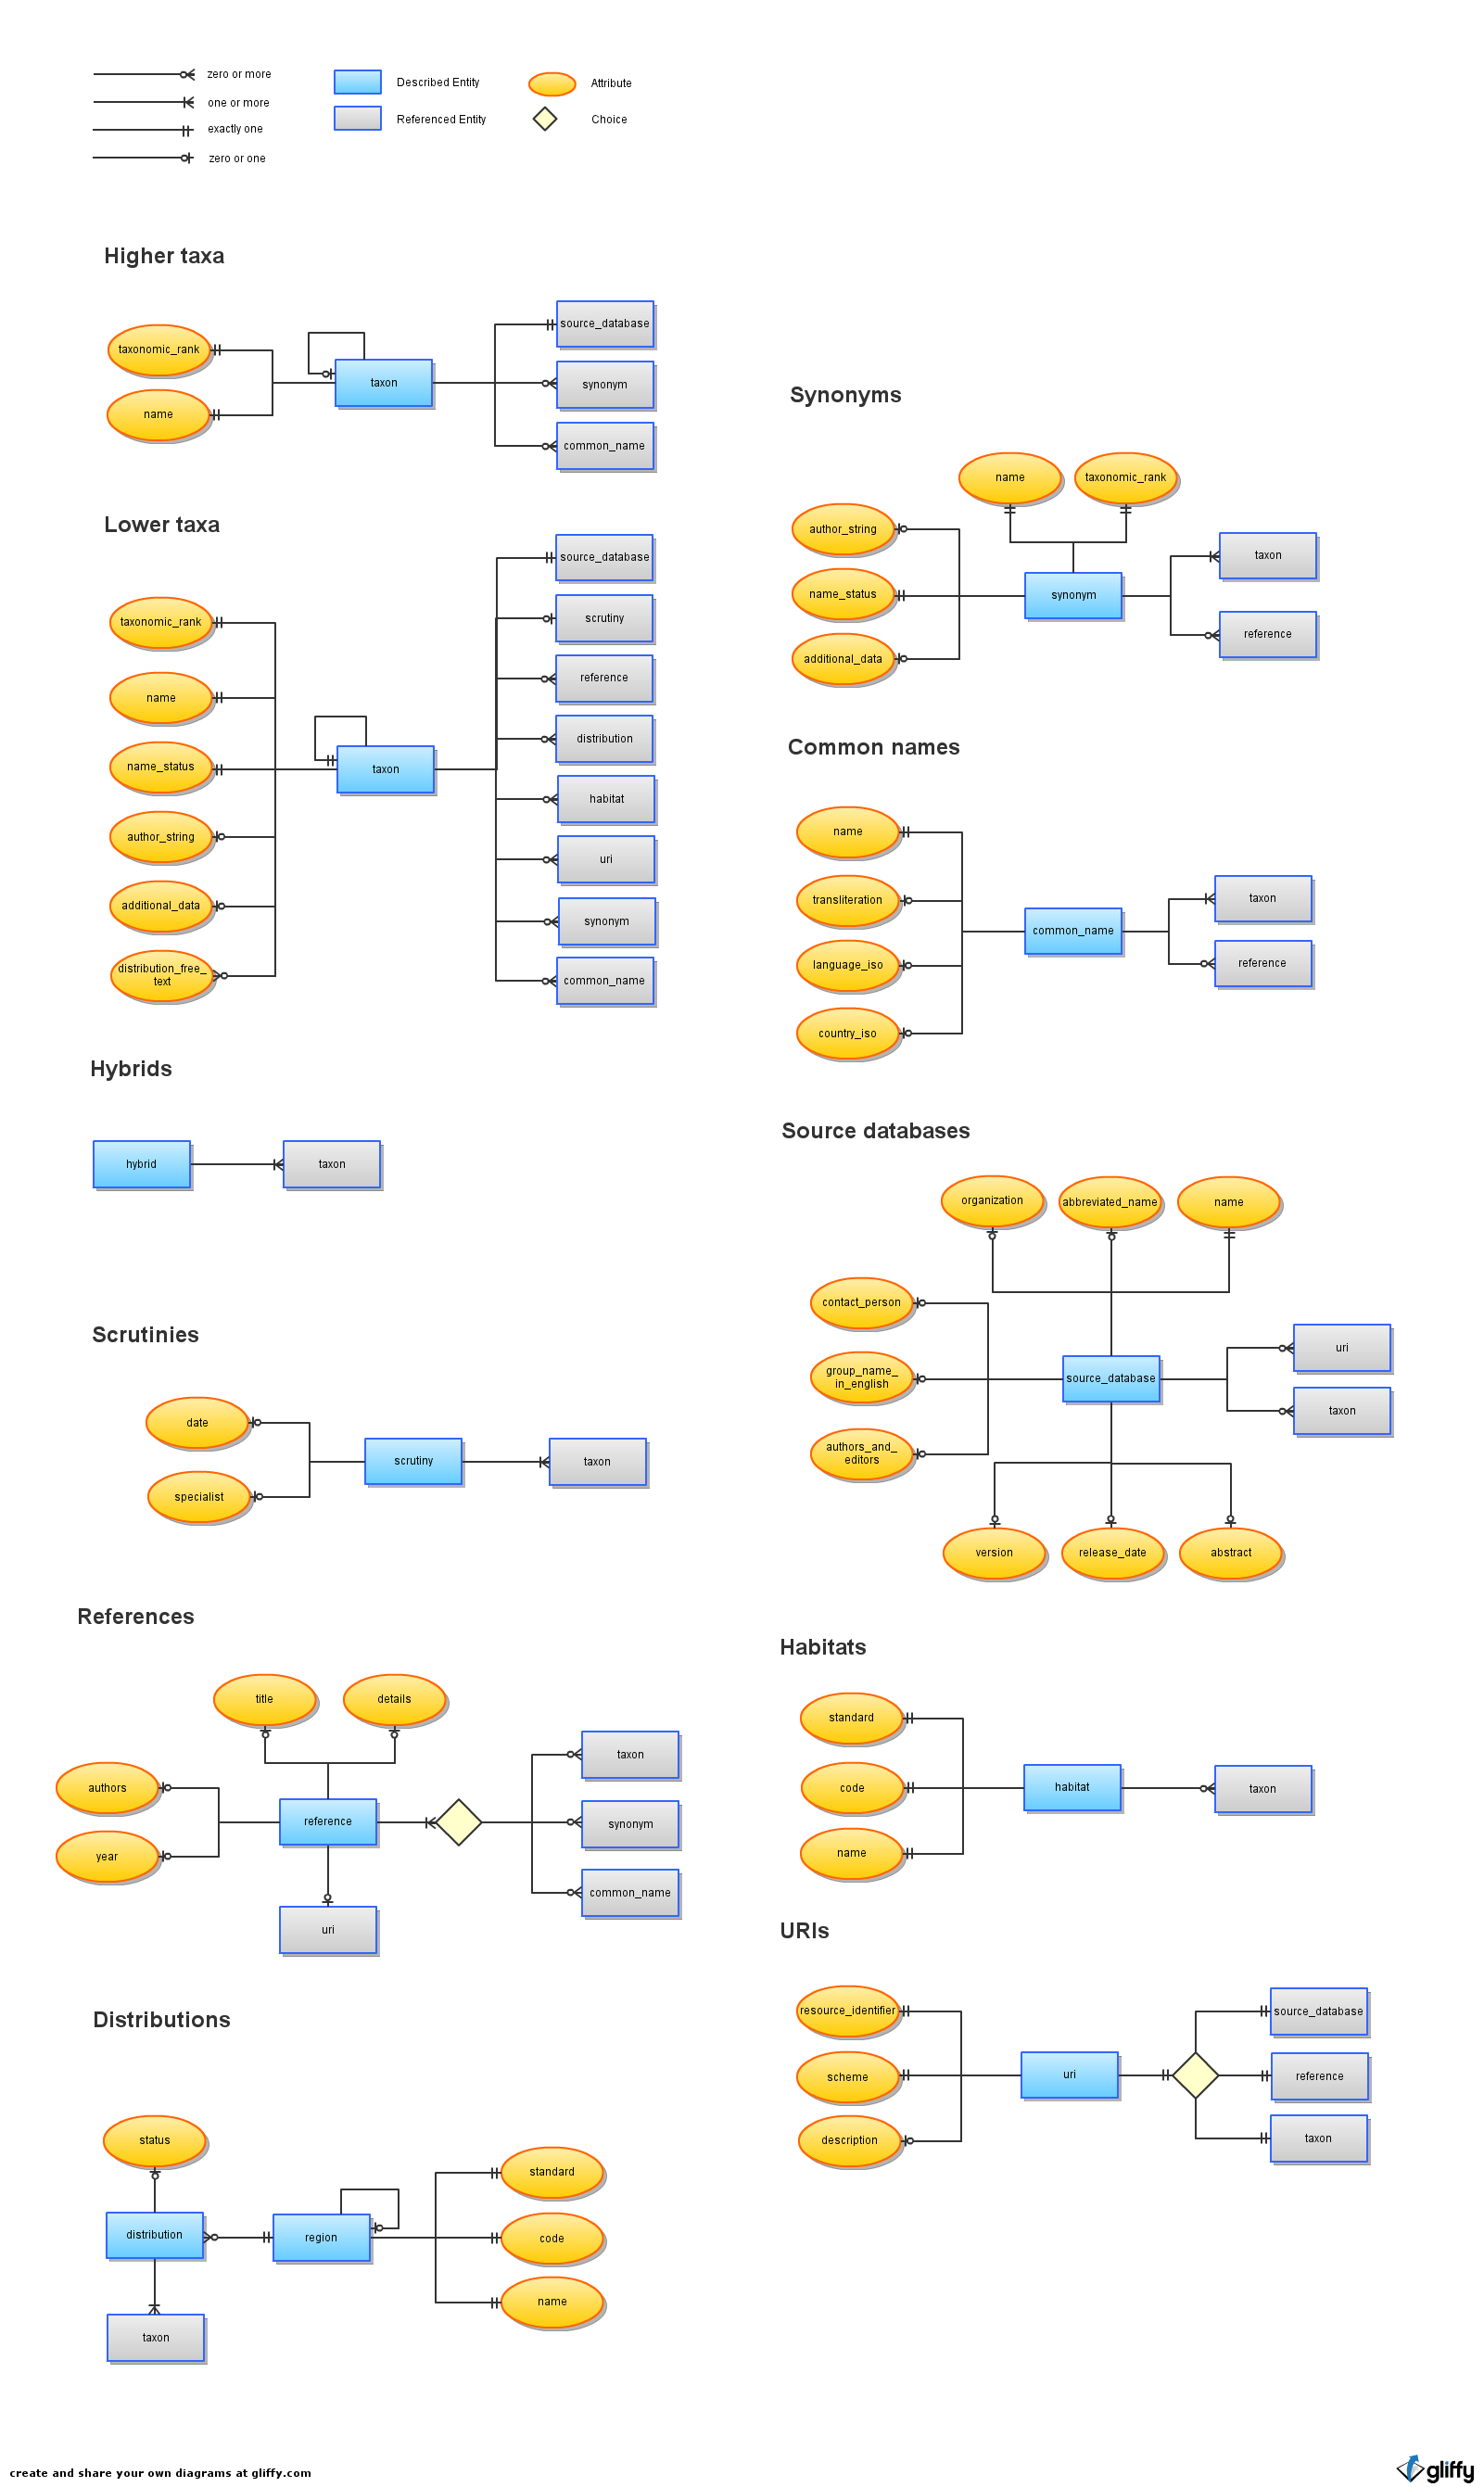 zero or more
one or more
exactly one
zero or one
Described Entity
Referenced Entity
Attribute
Choice
Higher taxa
taxonomic_rank
name
taxon
source_database
synonym
common_name
Lower taxa
taxonomic_rank
name
name_status
author_string
additional_data
distribution_free_
text
taxon
source_database
scrutiny
reference
distribution
habitat
uri
synonym
common_name
Hybrids
hybrid
taxon
Scrutinies
date
specialist
scrutiny
taxon
References
title
details
authors
year
reference
uri
taxon
synonym
common_name
Distributions
status
distribution
taxon
region
standard
code
name
Synonyms
name
taxonomic_rank
author_string
name_status
additional_data
synonym
taxon
reference
Common names
name
transliteration
language_iso
country_iso
common_name
taxon
reference
Source databases
organization
abbreviated_name
name
contact_person
group_name_
in_english
authors_and_
editors
source_database
uri
taxon
version
release_date
abstract
Habitats
standard
code
name
habitat
taxon
URIs
resource_identifier
scheme
description
uri
source_database
reference
taxon
create and share your own diagrams at gliffy.com
gliffy